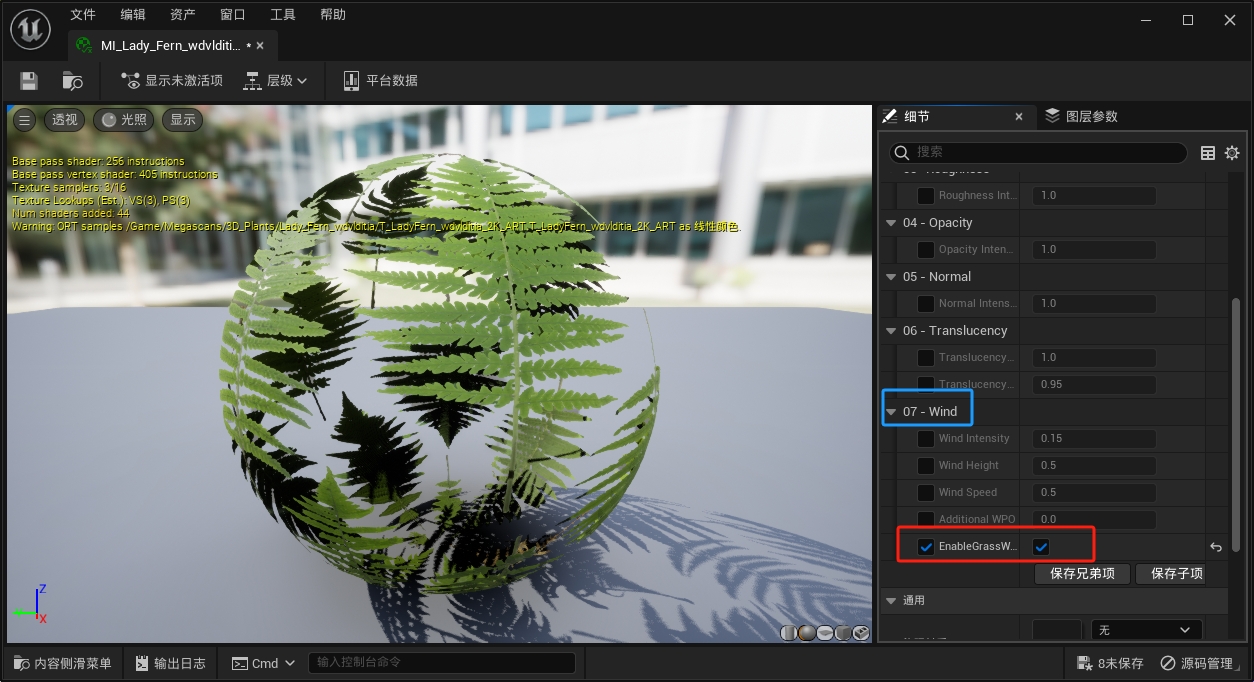 文件 编辑 资产 窗口 工具 帮助
MI_Lady_Fern_wdvlditi... *
显示未激活项 层级 平台数据
透视 光照 显示
Base pass shader: 256 instructions
Base pass vertex shader: 405 instructions
Texture samplers: 3/16
Texture Lookups (Est.): VS(3), PS(3)
Num shaders added: 44
Warning: ORT samples /Game/Megascans/3D_Plants/Lady_Fern_wdvlditia/T_LadyFern_wdvlditia_2K_ART.T_LadyFern_wdvlditia_2K_ART as 线性颜色.
Z
X
细节 图层参数
搜索
Roughness Int... 1.0
04 - Opacity
Opacity Inten... 1.0
05 - Normal
Normal Intens... 1.0
06 - Translucency
Translucency... 1.0
Translucency... 0.95
07 - Wind
Wind Intensity 0.15
Wind Height 0.5
Wind Speed 0.5
Additional WPO 0.0
EnableGrassW...
保存兄弟项 保存子项
通用
无
内容侧滑菜单 输出日志 Cmd 输入控制台命令 8未保存 源码管理